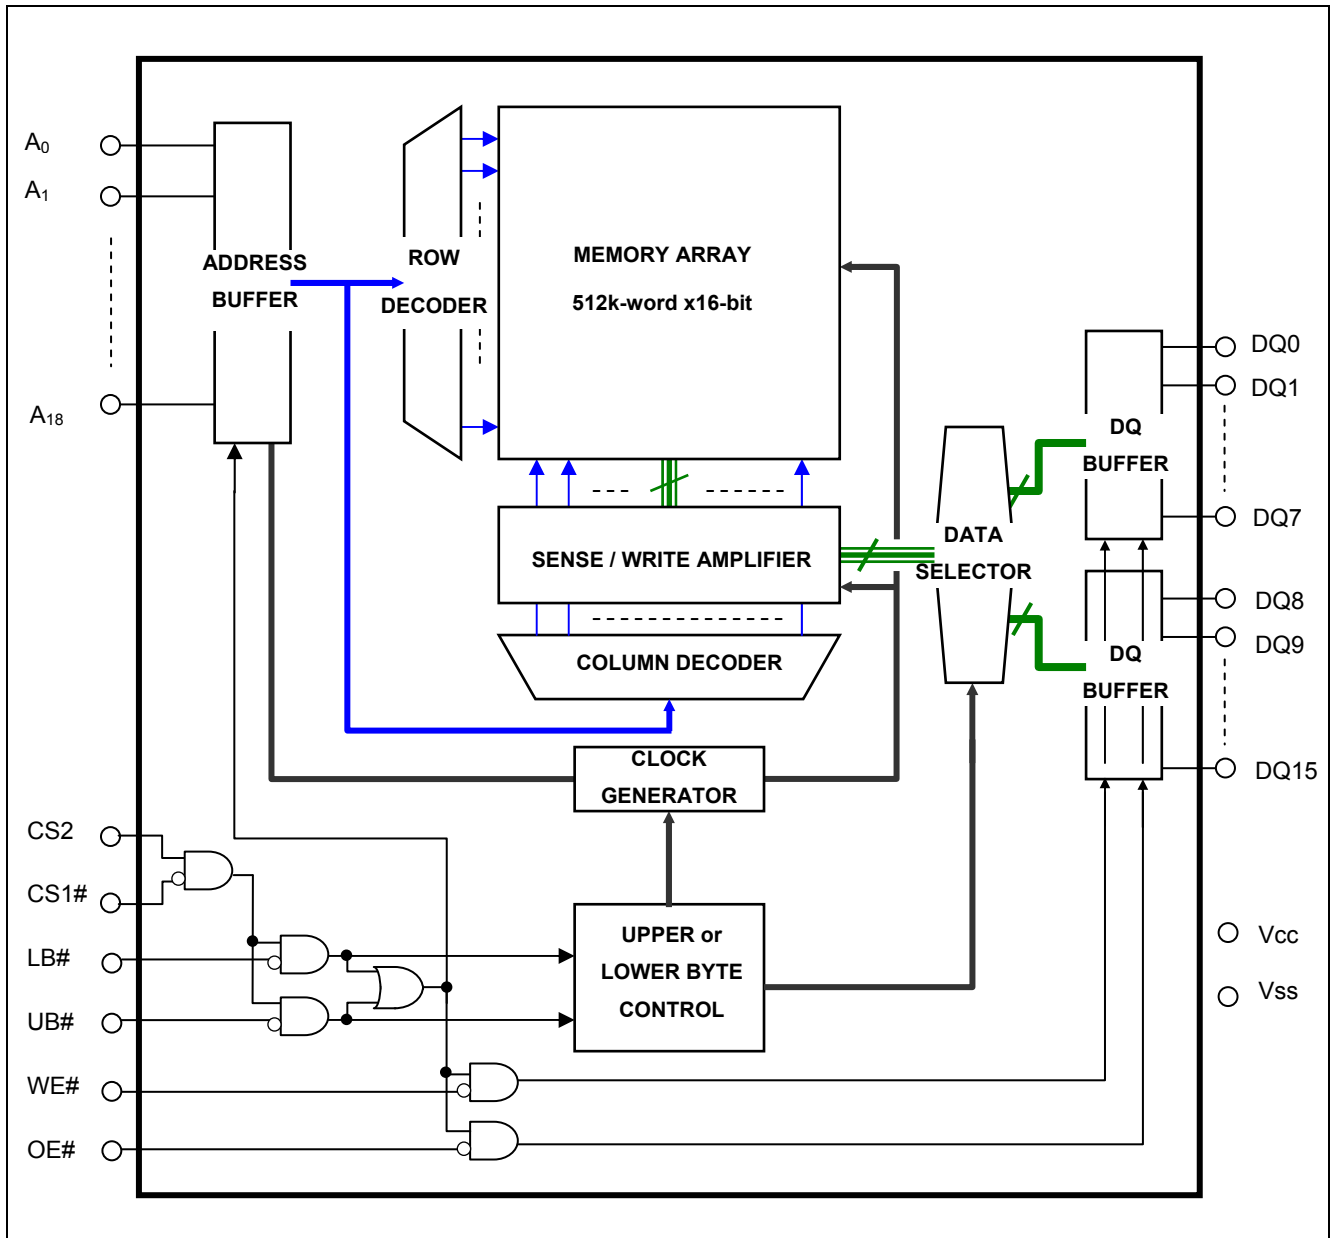 A0
A1
A18
ADDRESS
BUFFER
ROW
DECODER
MEMORY ARRAY
512k-word x16-bit
SENSE / WRITE AMPLIFIER
COLUMN DECODER
CLOCK
GENERATOR
DATA
SELECTOR
DQ
BUFFER
DQ
BUFFER
DQ0
DQ1
DQ7
DQ8
DQ9
DQ15
CS2
CS1#
LB#
UB#
WE#
OE#
UPPER or
LOWER BYTE
CONTROL
Vcc
Vss